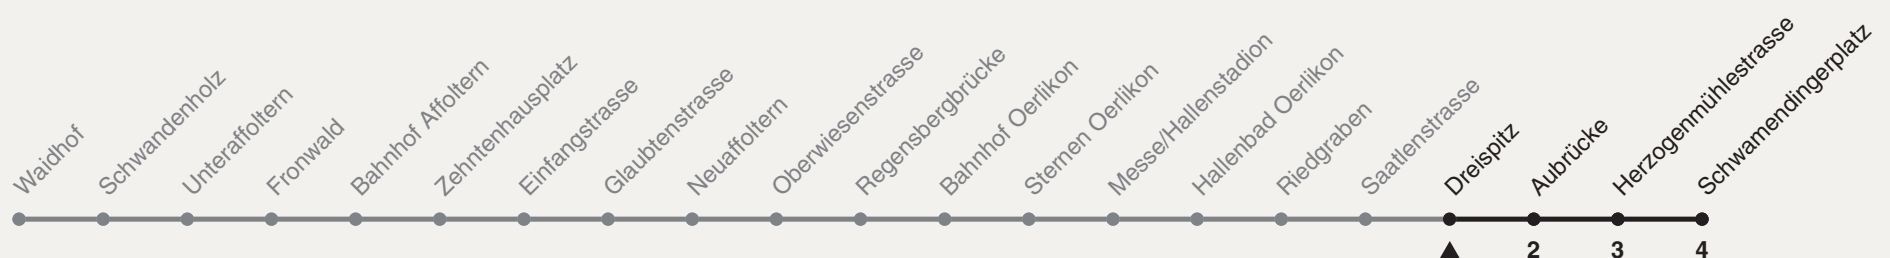 Waidhof
Schwandenholz
Unteraffoltern
Fronwald
Bahnhof Affoltern
Zehntenhausplatz
Einfangstrasse
Glaubtenstrasse
Neuaffoltern
Oberwiesenstrasse
Regensbergbrücke
Bahnhof Oerlikon
Sternen Oerlikon
Messe/Hallenstadion
Hallenbad Oerlikon
Riedgraben
Saatlenstrasse
Dreispitz
Aubrücke
Herzogenmühlestrasse
Schwamendingerplatz
2 3 4